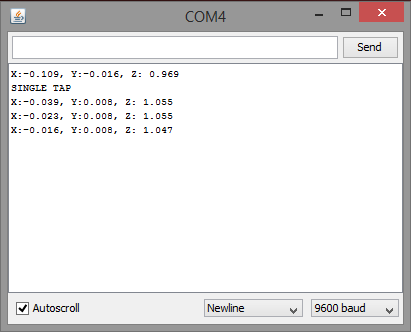 COM4
Send
X:-0.109, Y:-0.016, Z: 0.969
SINGLE TAP
X:-0.039, Y:0.008, Z: 1.055
X:-0.023, Y:0.008, Z: 1.055
X:-0.016, Y:0.008, Z: 1.047
Autoscroll
Newline
9600 baud